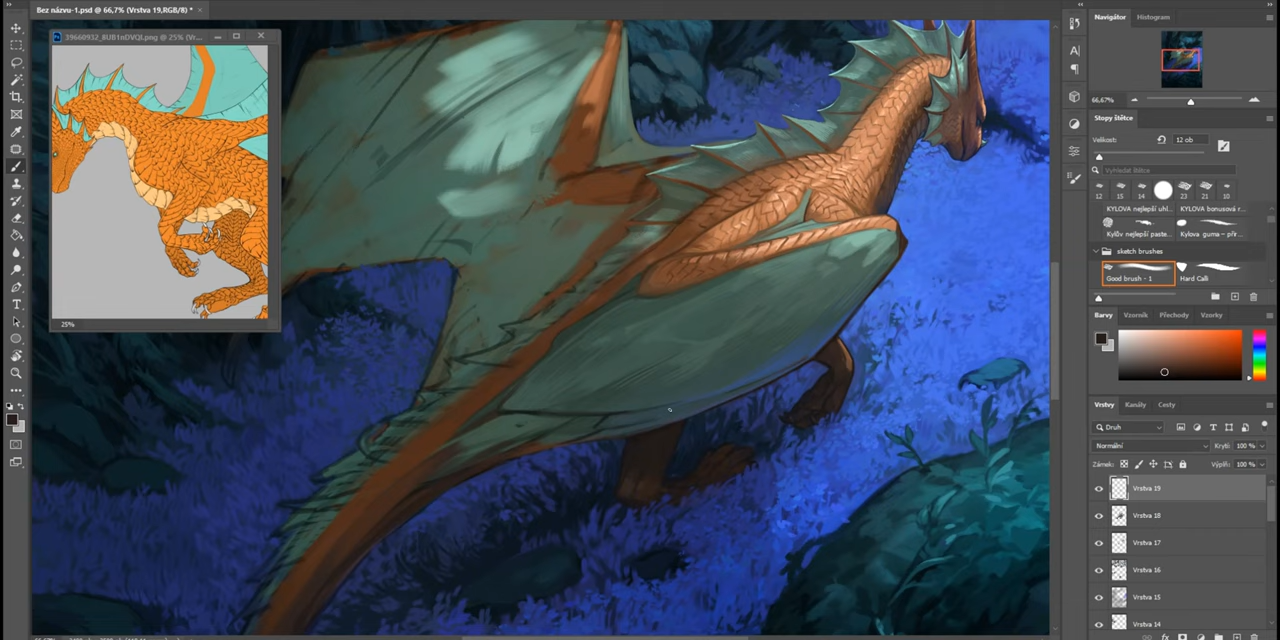 Bez názvu-1.psd @ 66,7% (Vrstva 19,RGB/8) * ×
39660932_8UB1nDVQI.png @ 25% (V...
25%
Navigátor Histogram
66,67%
Stopy štětce
Velikost: 12 ob
Vyhledat štětce
12 15 14 23 21 10
KYLOVA nejlepší uhl... KYLOVA bonusová r...
Kylův nejlepší paste... Kylova guma – přír...
sketch brushes
Good brush - 1 Hard Calli
Barvy Vzorník Přechody Vzorky
Vrstvy Kanály Cesty
Druh
Normální Krytí: 100 %
Zámek: Výplň: 100 %
Vrstva 19
Vrstva 18
Vrstva 17
Vrstva 16
Vrstva 15
Vrstva 14